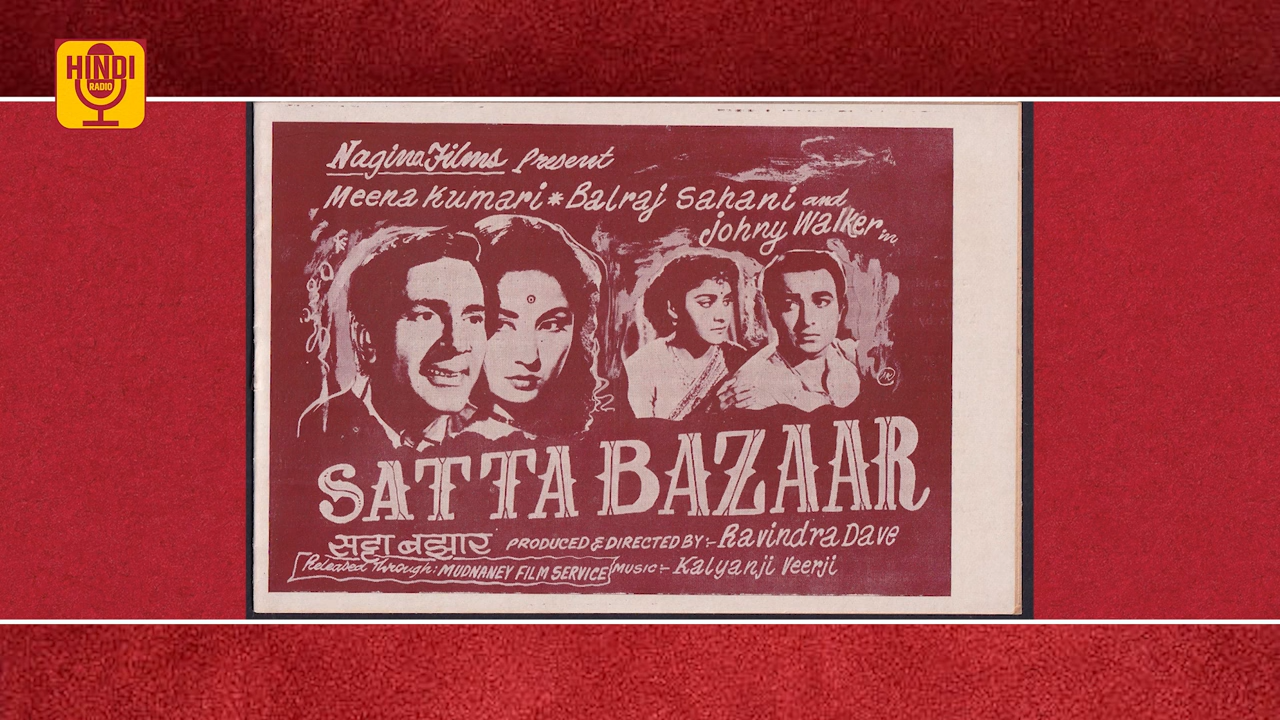 HINDI
RADIO
Nagina Films Present
Meena Kumari * Balraj Sahani and
Johny Walker in
SATTA BAZAAR
सट्टा बझार PRODUCED & DIRECTED BY :- Ravindra Dave
Released Through: MUDNANEY FILM SERVICE MUSIC :- Kalyanji Veerji